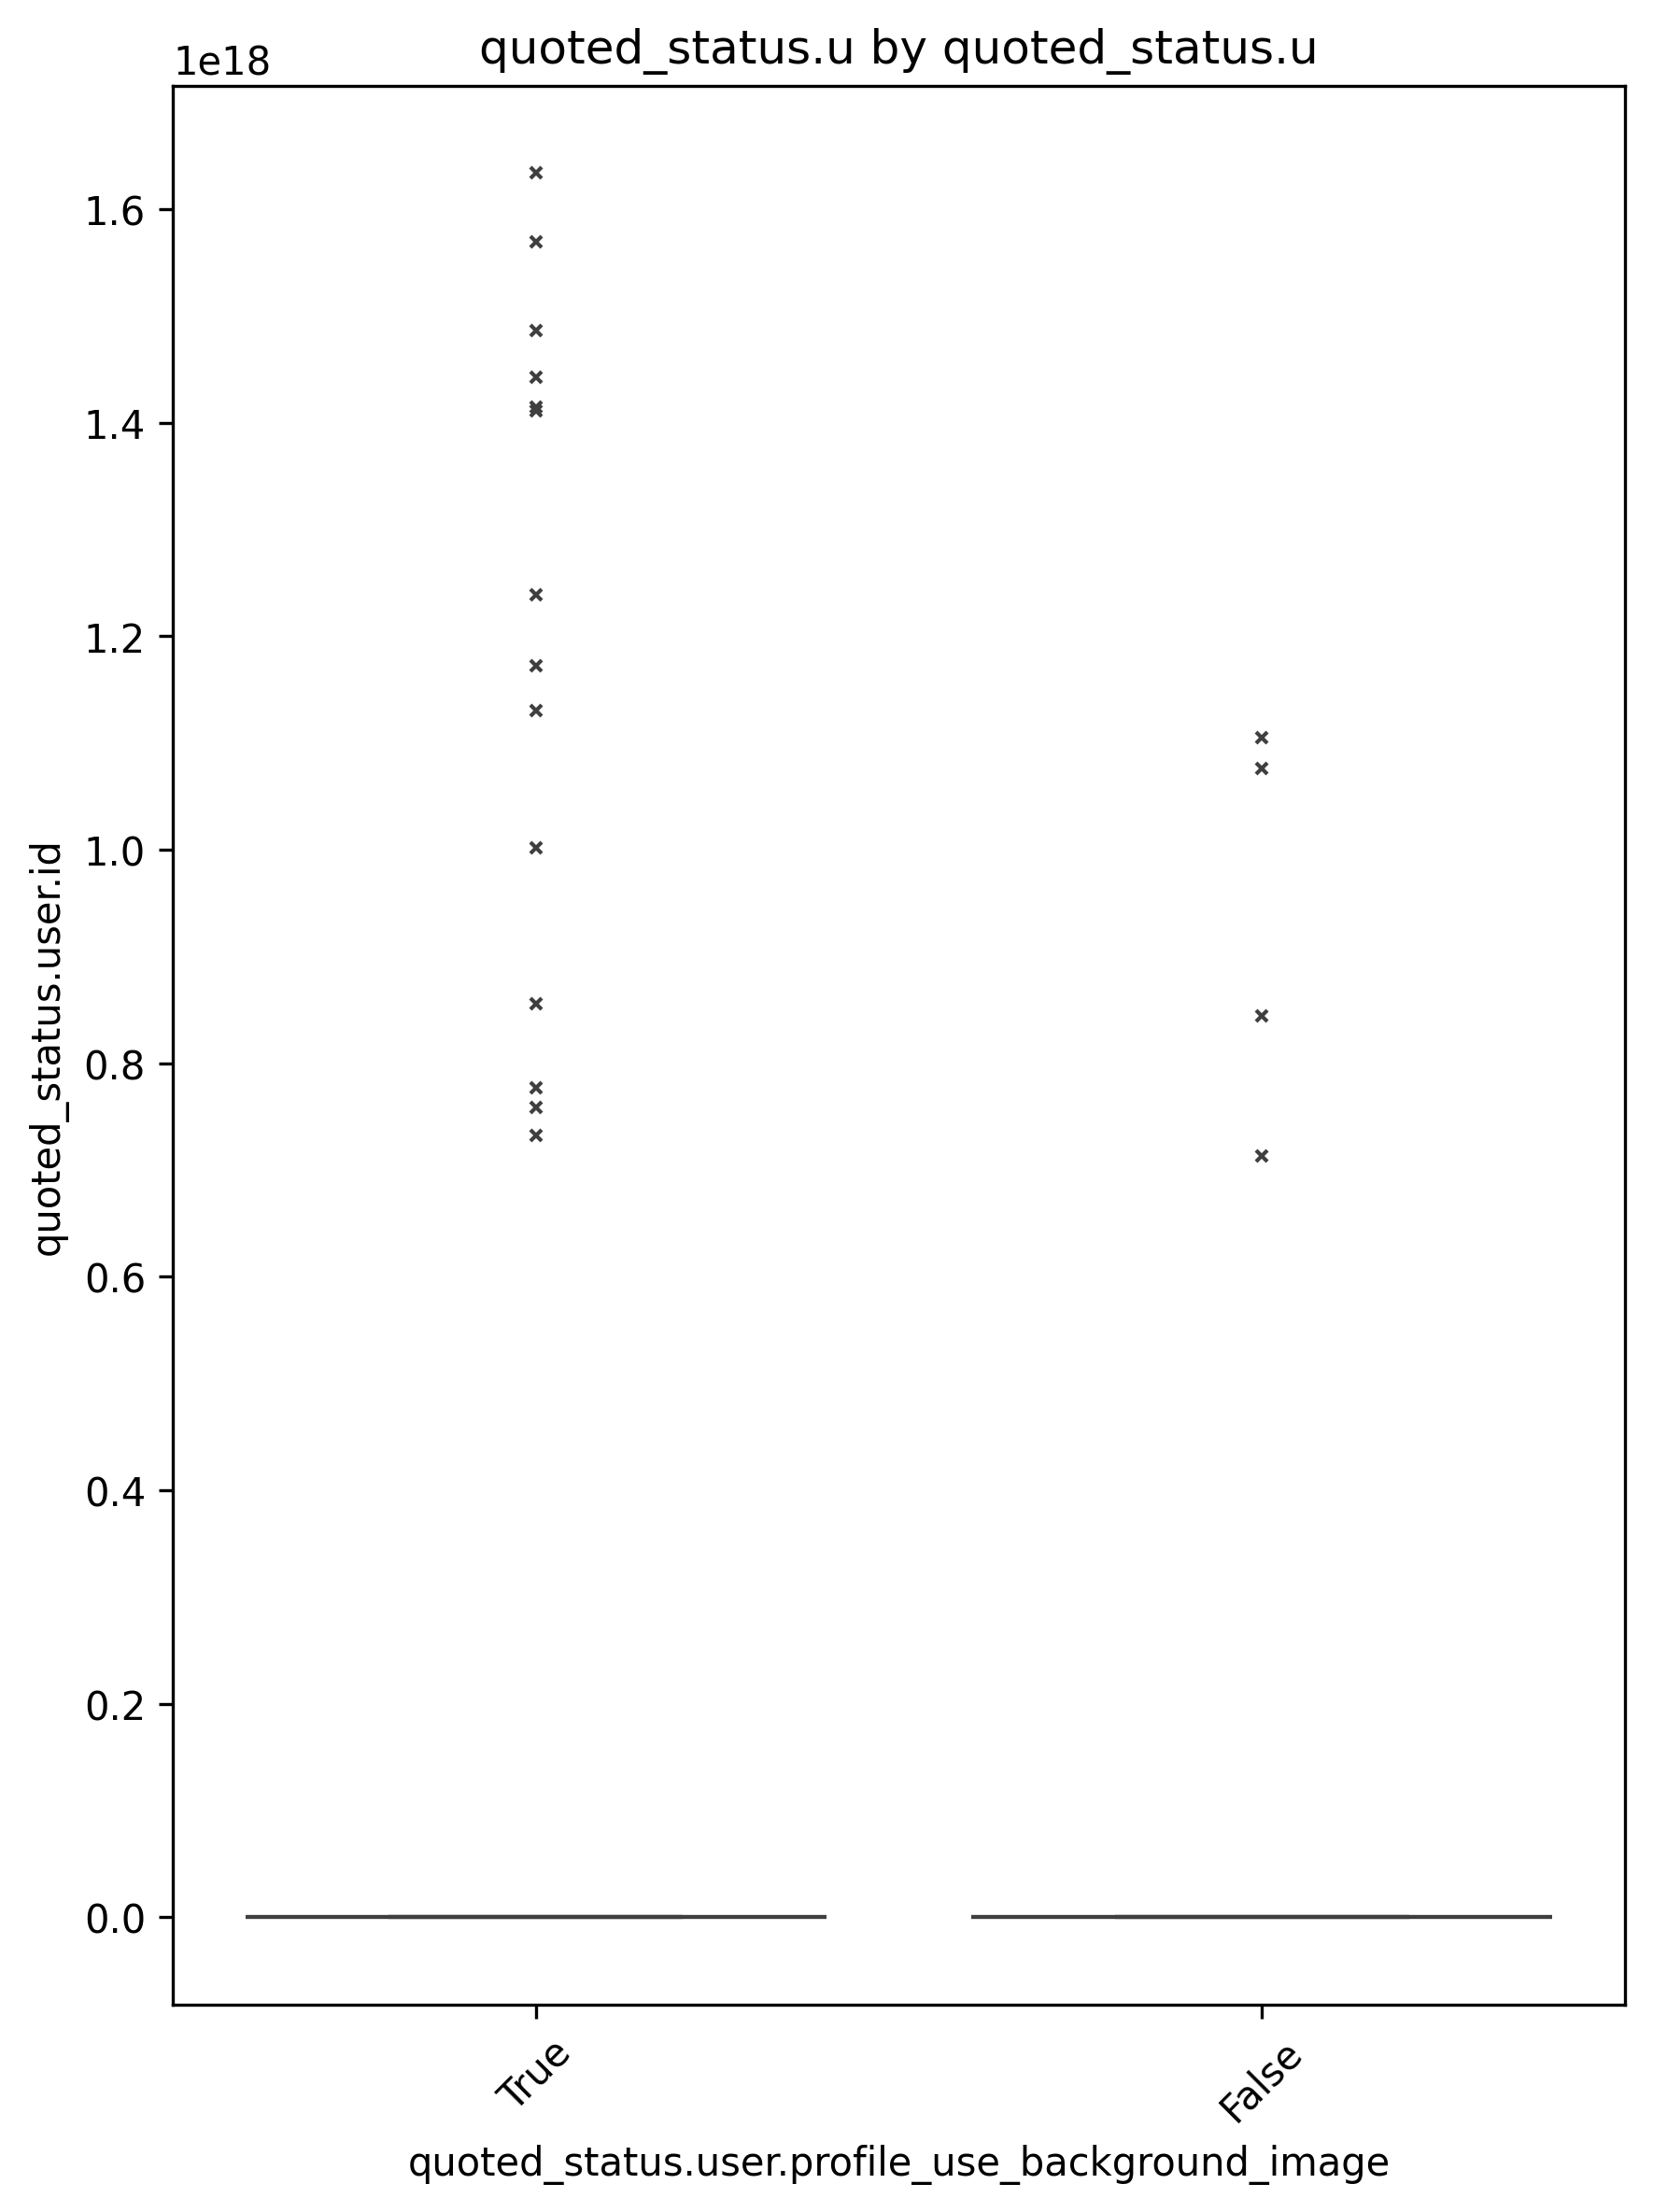 quoted_status.u by quoted_status.u
1e18
1.6
1.4
1.2
1.0
0.8
0.6
0.4
0.2
0.0
quoted_status.user.id
True
False
quoted_status.user.profile_use_background_image